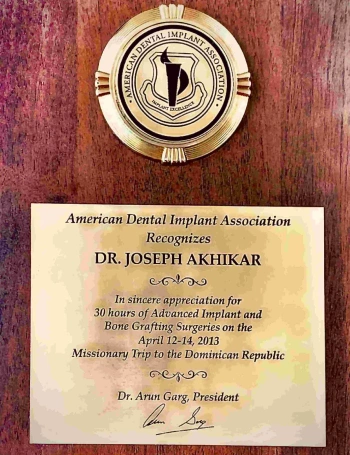 AMERICAN DENTAL IMPLANT ASSOCIATION
IMPLANT EXCELLENCE
American Dental Implant Association
Recognizes
DR. JOSEPH AKHIKAR
In sincere appreciation for
30 hours of Advanced Implant and
Bone Grafting Surgeries on the
April 12-14, 2013
Missionary Trip to the Dominican Republic
Dr. Arun Garg, President
Arun Garg